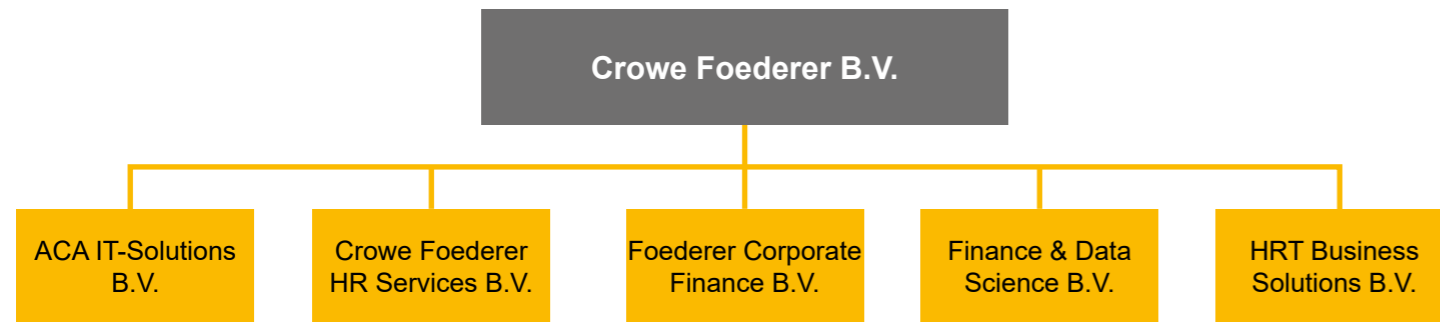 Crowe Foederer B.V.
ACA IT-Solutions
B.V.
Crowe Foederer
HR Services B.V.
Foederer Corporate
Finance B.V.
Finance & Data
Science B.V.
HRT Business
Solutions B.V.